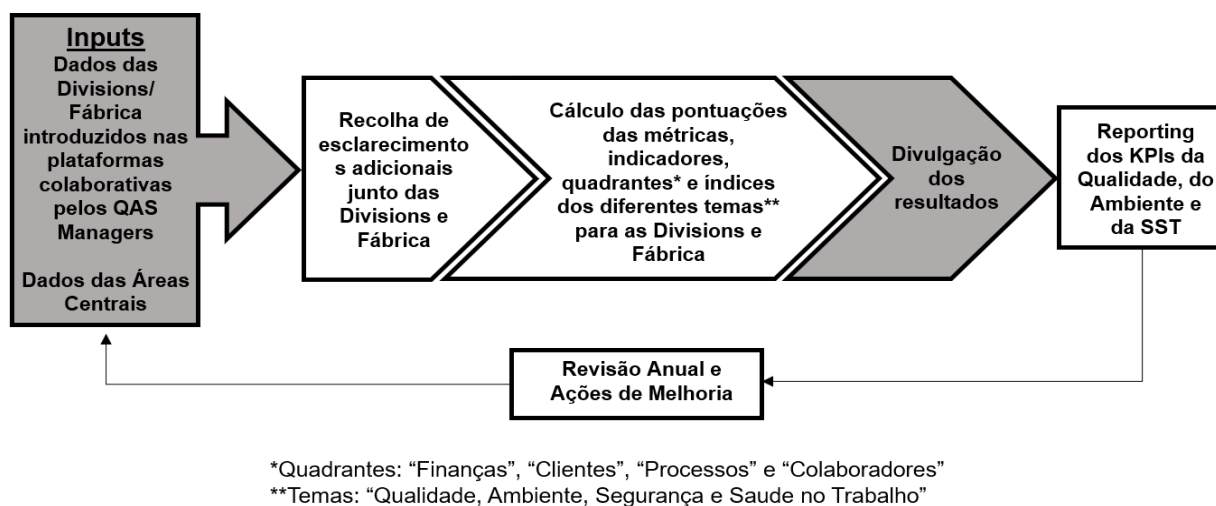 Inputs
Dados das
Divisions/
Fábrica
introduzidos nas
plataformas
colaborativas
pelos QAS
Managers
Dados das Áreas
Centrais
Recolha de
esclarecimento
s adicionais
junto das
Divisions e
Fábrica
Cálculo das pontuações
das métricas,
indicadores,
quadrantes* e índices
dos diferentes temas**
para as Divisions e
Fábrica
Divulgação
dos
resultados
Reporting
dos KPIs da
Qualidade, do
Ambiente e
da SST
Revisão Anual e
Ações de Melhoria
*Quadrantes: “Finanças”, “Clientes”, “Processos” e “Colaboradores”
**Temas: “Qualidade, Ambiente, Segurança e Saude no Trabalho”